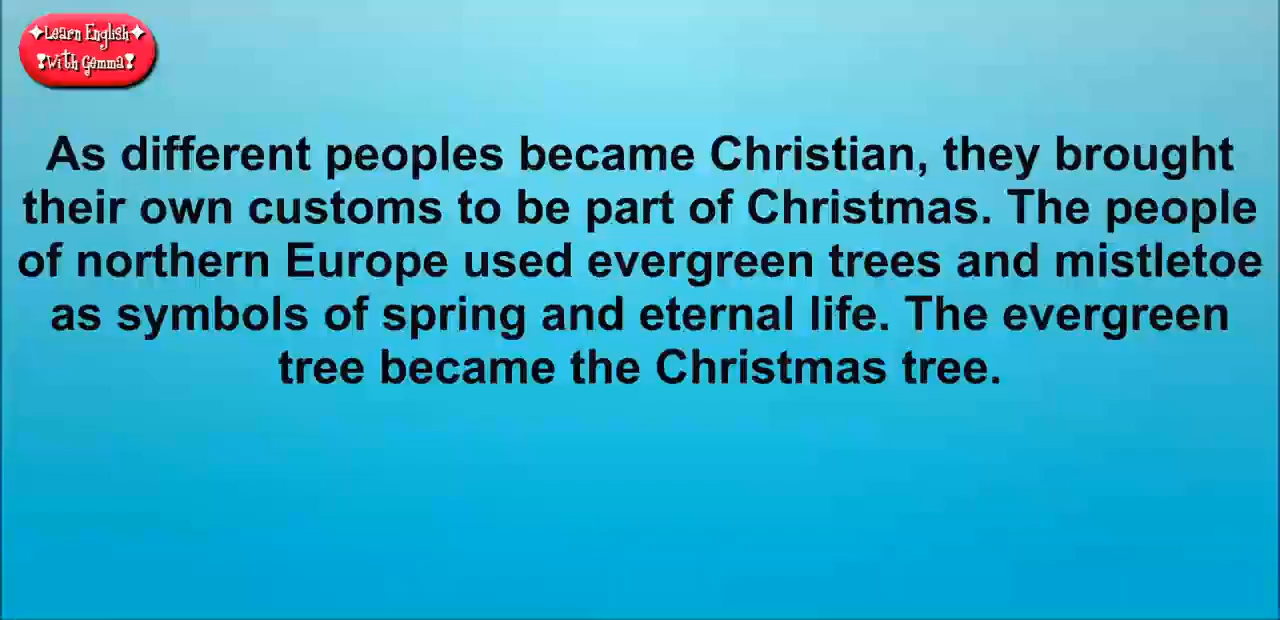 ✦Learn English✦
❣With Gemma❣
As different peoples became Christian, they brought
their own customs to be part of Christmas. The people
of northern Europe used evergreen trees and mistletoe
as symbols of spring and eternal life. The evergreen
tree became the Christmas tree.